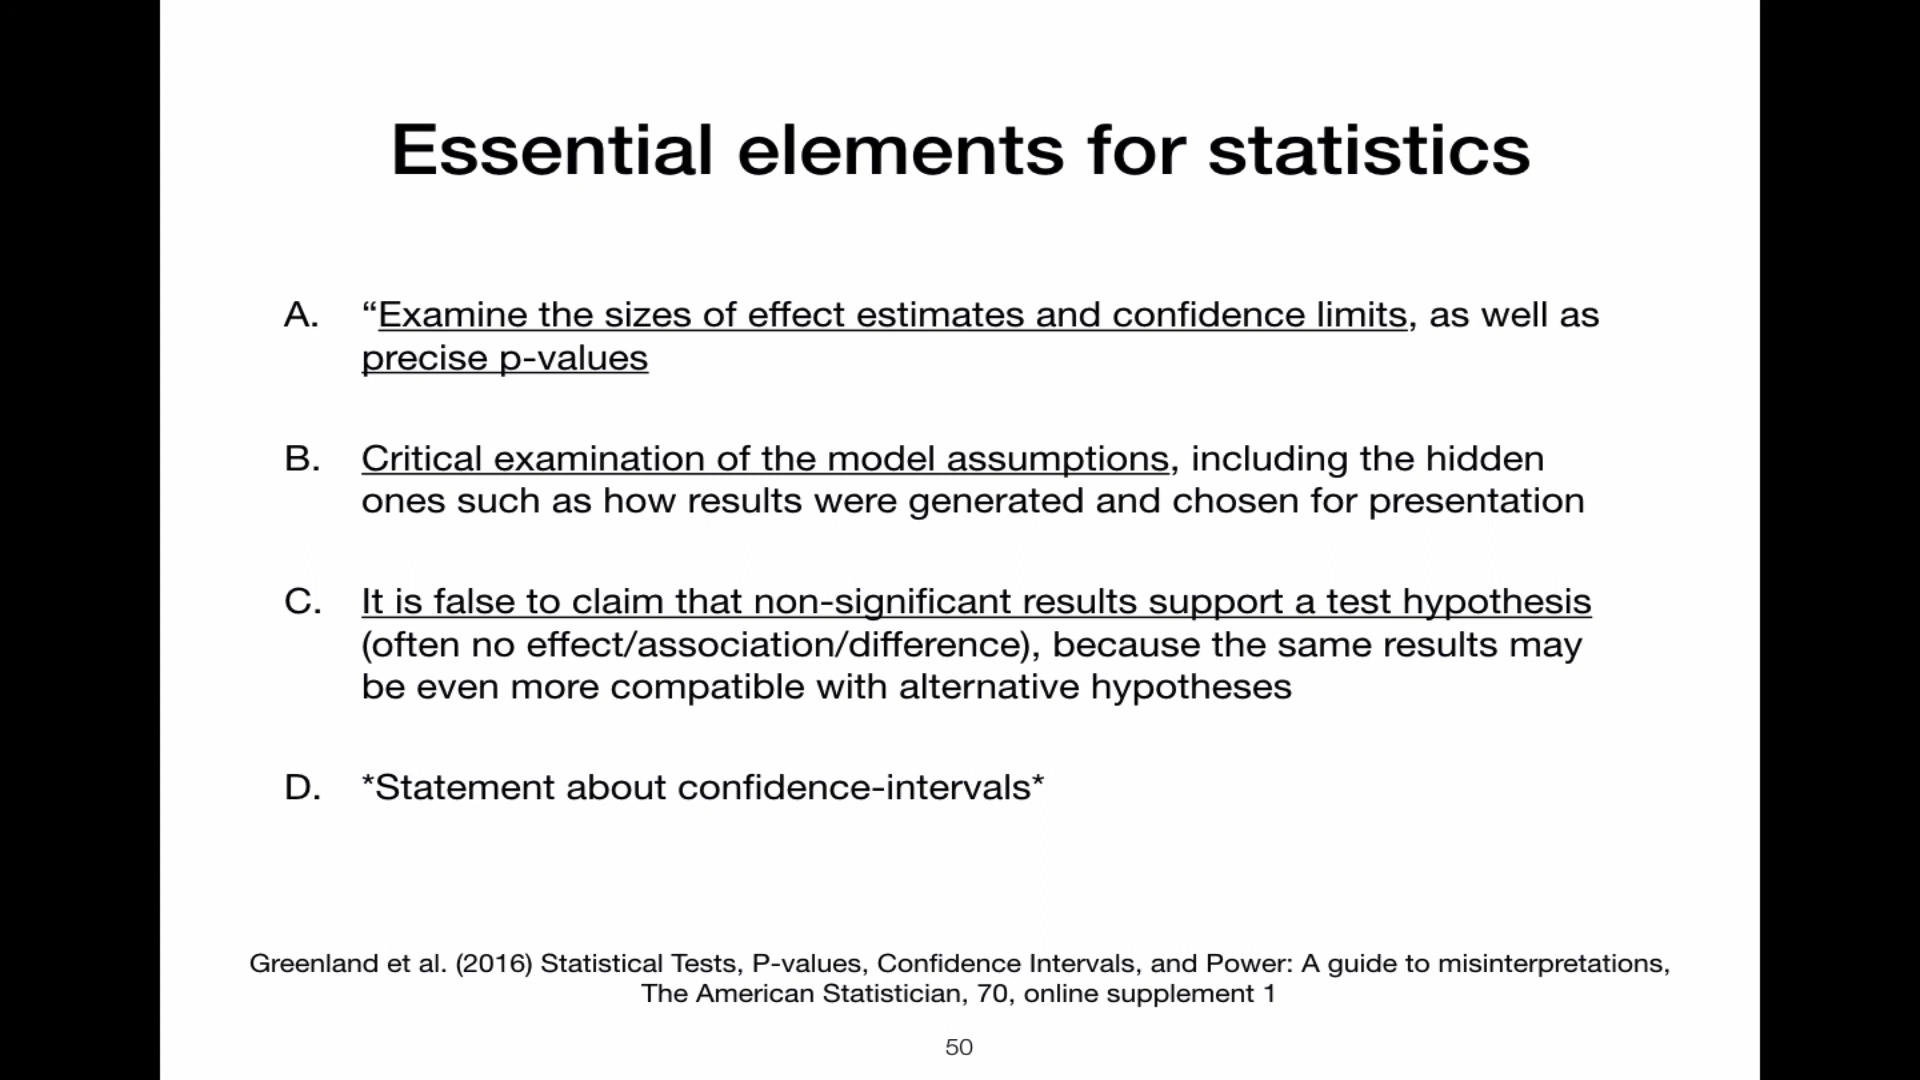 Essential elements for statistics
A. “Examine the sizes of effect estimates and confidence limits, as well as
precise p-values
B. Critical examination of the model assumptions, including the hidden
ones such as how results were generated and chosen for presentation
C. It is false to claim that non-significant results support a test hypothesis
(often no effect/association/difference), because the same results may
be even more compatible with alternative hypotheses
D. *Statement about confidence-intervals*
Greenland et al. (2016) Statistical Tests, P-values, Confidence Intervals, and Power: A guide to misinterpretations,
The American Statistician, 70, online supplement 1
50